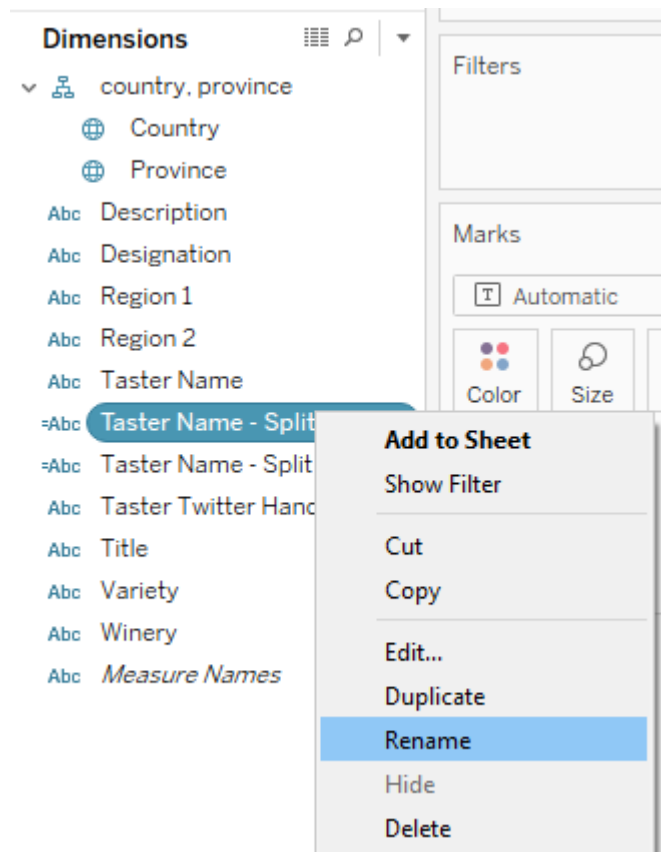 Dimensions
country, province
Country
Province
Abc Description
Abc Designation
Abc Region 1
Abc Region 2
Abc Taster Name
=Abc Taster Name - Split
=Abc Taster Name - Split
Abc Taster Twitter Hand
Abc Title
Abc Variety
Abc Winery
Abc Measure Names
Filters
Marks
T Automatic
Color Size
Add to Sheet
Show Filter
Cut
Copy
Edit...
Duplicate
Rename
Hide
Delete